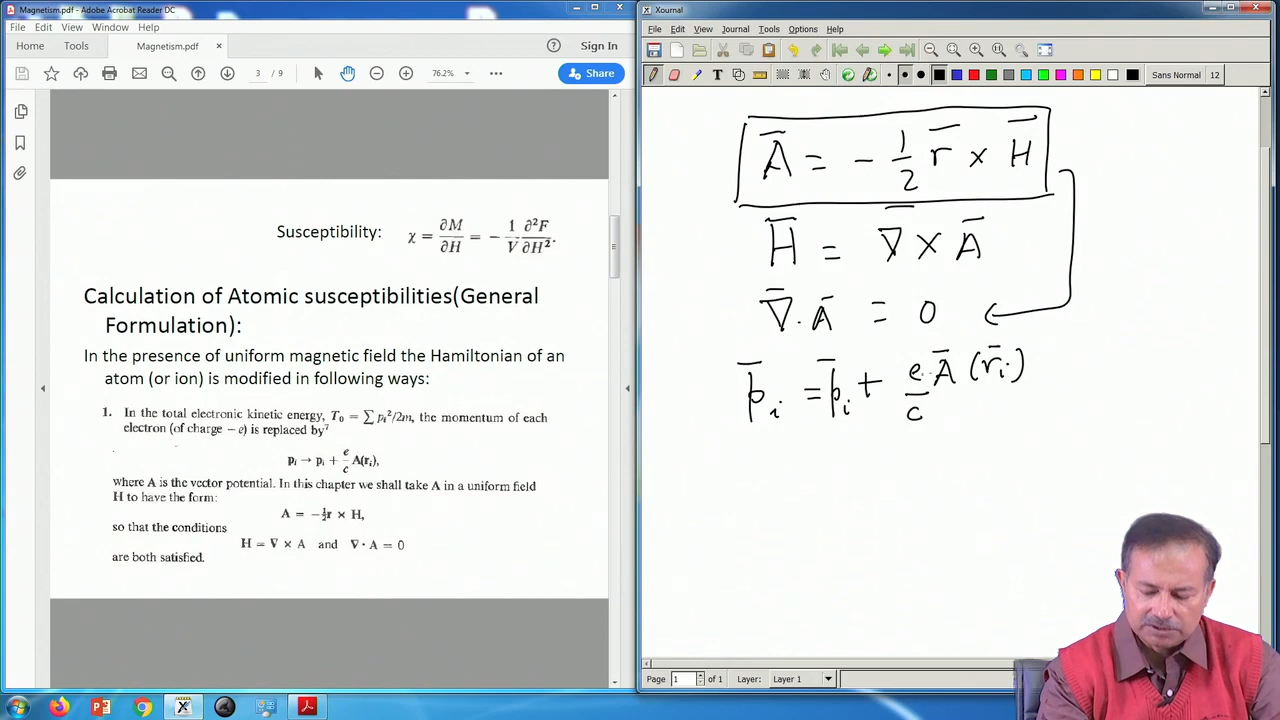 Magnetism.pdf - Adobe Acrobat Reader DC
File Edit View Window Help
Home Tools Magnetism.pdf × Sign In
3 / 9 76.2% Share
Susceptibility: χ = ∂M/∂H = − 1/V ∂²F/∂H².
Calculation of Atomic susceptibilities(General
Formulation):
In the presence of uniform magnetic field the Hamiltonian of an
atom (or ion) is modified in following ways:
1. In the total electronic kinetic energy, T₀ = ∑ pᵢ²/2m, the momentum of each
electron (of charge −e) is replaced by⁷
pᵢ → pᵢ + e/c A(rᵢ),
where A is the vector potential. In this chapter we shall take A in a uniform field
H to have the form:
A = −½r × H,
so that the conditions
H = ∇ × A and ∇ · A = 0
are both satisfied.
Xournal
File Edit View Journal Tools Options Help
Sans Normal 12
A̅ = − 1/2 r̅ × H̅
H̅ = ∇̅ × A̅
∇̅ · A̅ = 0
p̅ᵢ = p̅ᵢ + e/c A̅ (r̅ᵢ)
Page 1 of 1 Layer: Layer 1